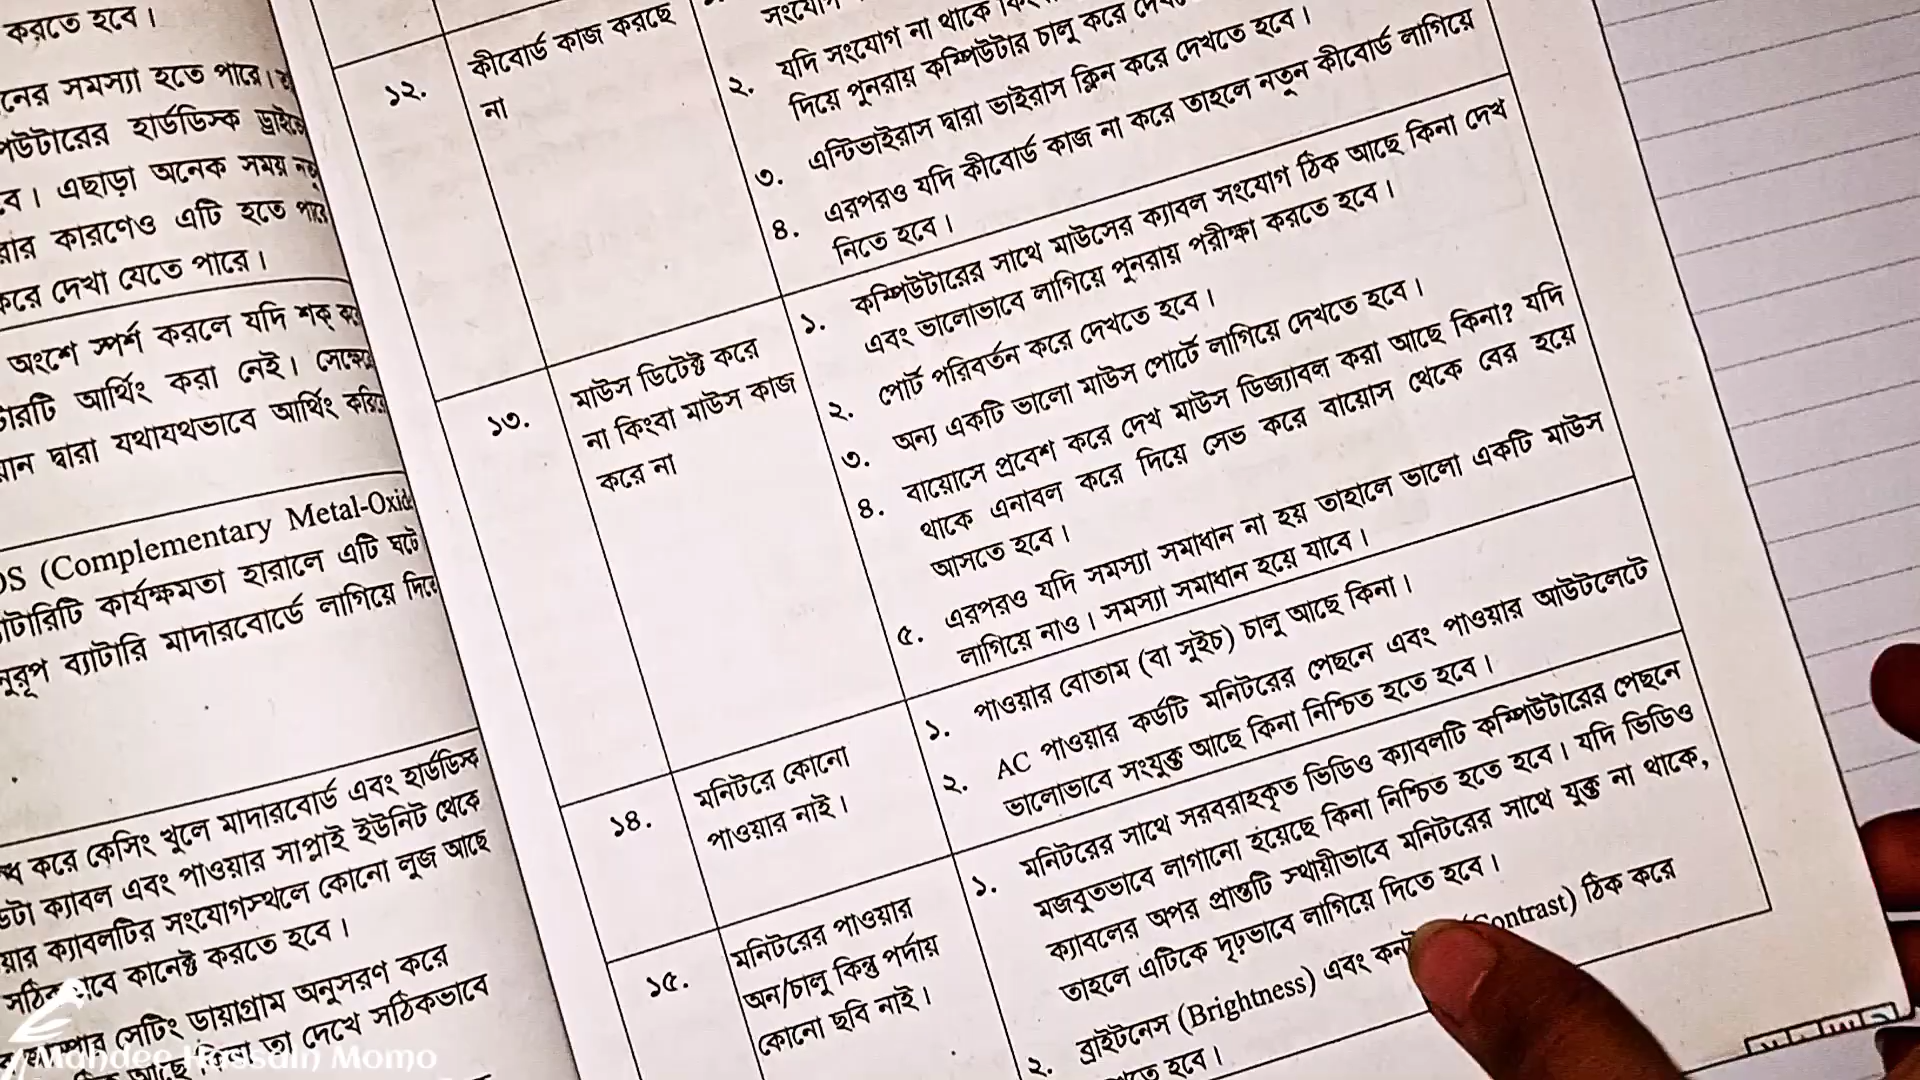 করতে হবে।
সমস্যা হতে পারে।
হার্ডডিস্ক
এছাড়া অনেক সময়
কারণেও এটি হতে
করে দেখা যেতে পারে।
অংশে স্পর্শ করলে যদি শক্
আর্থিং করা নেই।
দ্বারা যথাযথভাবে আর্থিং
(Complementary Metal-Oxid
কার্যক্ষমতা হারালে এটি ঘটে
ব্যাটারি মাদারবোর্ডে লাগিয়ে
করে কেসিং খুলে মাদারবোর্ড এবং হার্ডডিস্ক
ক্যাবল এবং পাওয়ার সাপ্লাই ইউনিট থেকে
ক্যাবলটির সংযোগস্থলে কোনো লুজ আছে
কানেক্ট করতে হবে।
সেটিং ডায়াগ্রাম অনুসরণ করে
তা দেখে সঠিকভাবে
১২.
কীবোর্ড কাজ করছে
না
২. যদি সংযোগ না থাকে
দিয়ে পুনরায় কম্পিউটার চালু করে
৩. এন্টিভাইরাস দ্বারা ভাইরাস ক্লিন করে দেখতে হবে।
৪. এরপরও যদি কীবোর্ড কাজ না করে তাহলে নতুন কীবোর্ড লাগিয়ে
নিতে হবে।
১৩.
মাউস ডিটেক্ট করে
না কিংবা মাউস কাজ
করে না
১. কম্পিউটারের সাথে মাউসের ক্যাবল সংযোগ ঠিক আছে কিনা দেখ
এবং ভালোভাবে লাগিয়ে পুনরায় পরীক্ষা করতে হবে।
২. পোর্ট পরিবর্তন করে দেখতে হবে।
৩. অন্য একটি ভালো মাউস পোর্টে লাগিয়ে দেখতে হবে।
৪. বায়োসে প্রবেশ করে দেখ মাউস ডিজ্যাবল করা আছে কিনা? যদি
থাকে এনাবল করে দিয়ে সেভ করে বায়োস থেকে বের হয়ে
আসতে হবে।
৫. এরপরও যদি সমস্যা সমাধান না হয় তাহালে ভালো একটি মাউস
লাগিয়ে নাও। সমস্যা সমাধান হয়ে যাবে।
১৪.
মনিটরে কোনো
পাওয়ার নাই।
১. পাওয়ার বোতাম (বা সুইচ) চালু আছে কিনা।
২. AC পাওয়ার কর্ডটি মনিটরের পেছনে এবং পাওয়ার আউটলেটে
ভালোভাবে সংযুক্ত আছে কিনা নিশ্চিত হতে হবে।
১৫.
মনিটরের পাওয়ার
অন/চালু কিন্তু পর্দায়
কোনো ছবি নাই।
১. মনিটরের সাথে সরবরাহকৃত ভিডিও ক্যাবলটি কম্পিউটারের পেছনে
মজবুতভাবে লাগানো হয়েছে কিনা নিশ্চিত হতে হবে। যদি ভিডিও
ক্যাবলের অপর প্রান্তটি স্থায়ীভাবে মনিটরের সাথে যুক্ত না থাকে,
তাহলে এটিকে দৃঢ়ভাবে লাগিয়ে দিতে হবে।
২. ব্রাইটনেস (Brightness) এবং (Contrast) ঠিক করে
হবে।
Mahdee Hossain Momo